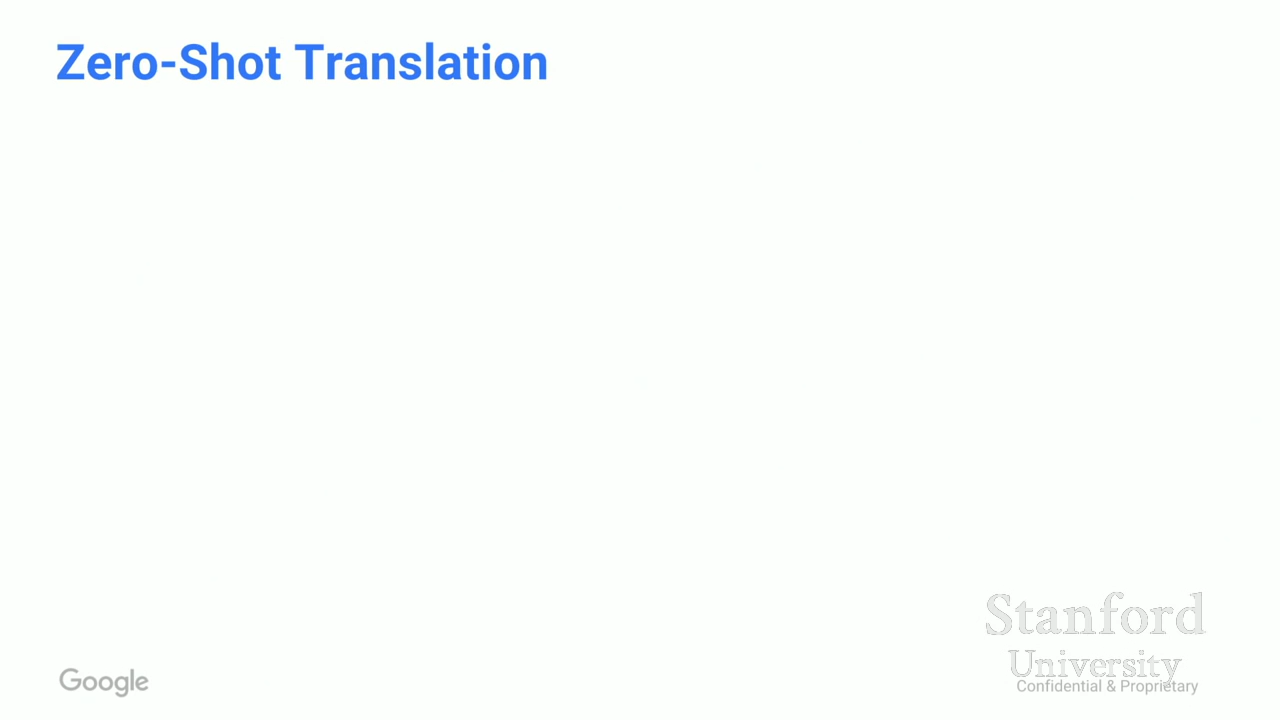 Zero-Shot Translation
Stanford
University
Google
Confidential & Proprietary